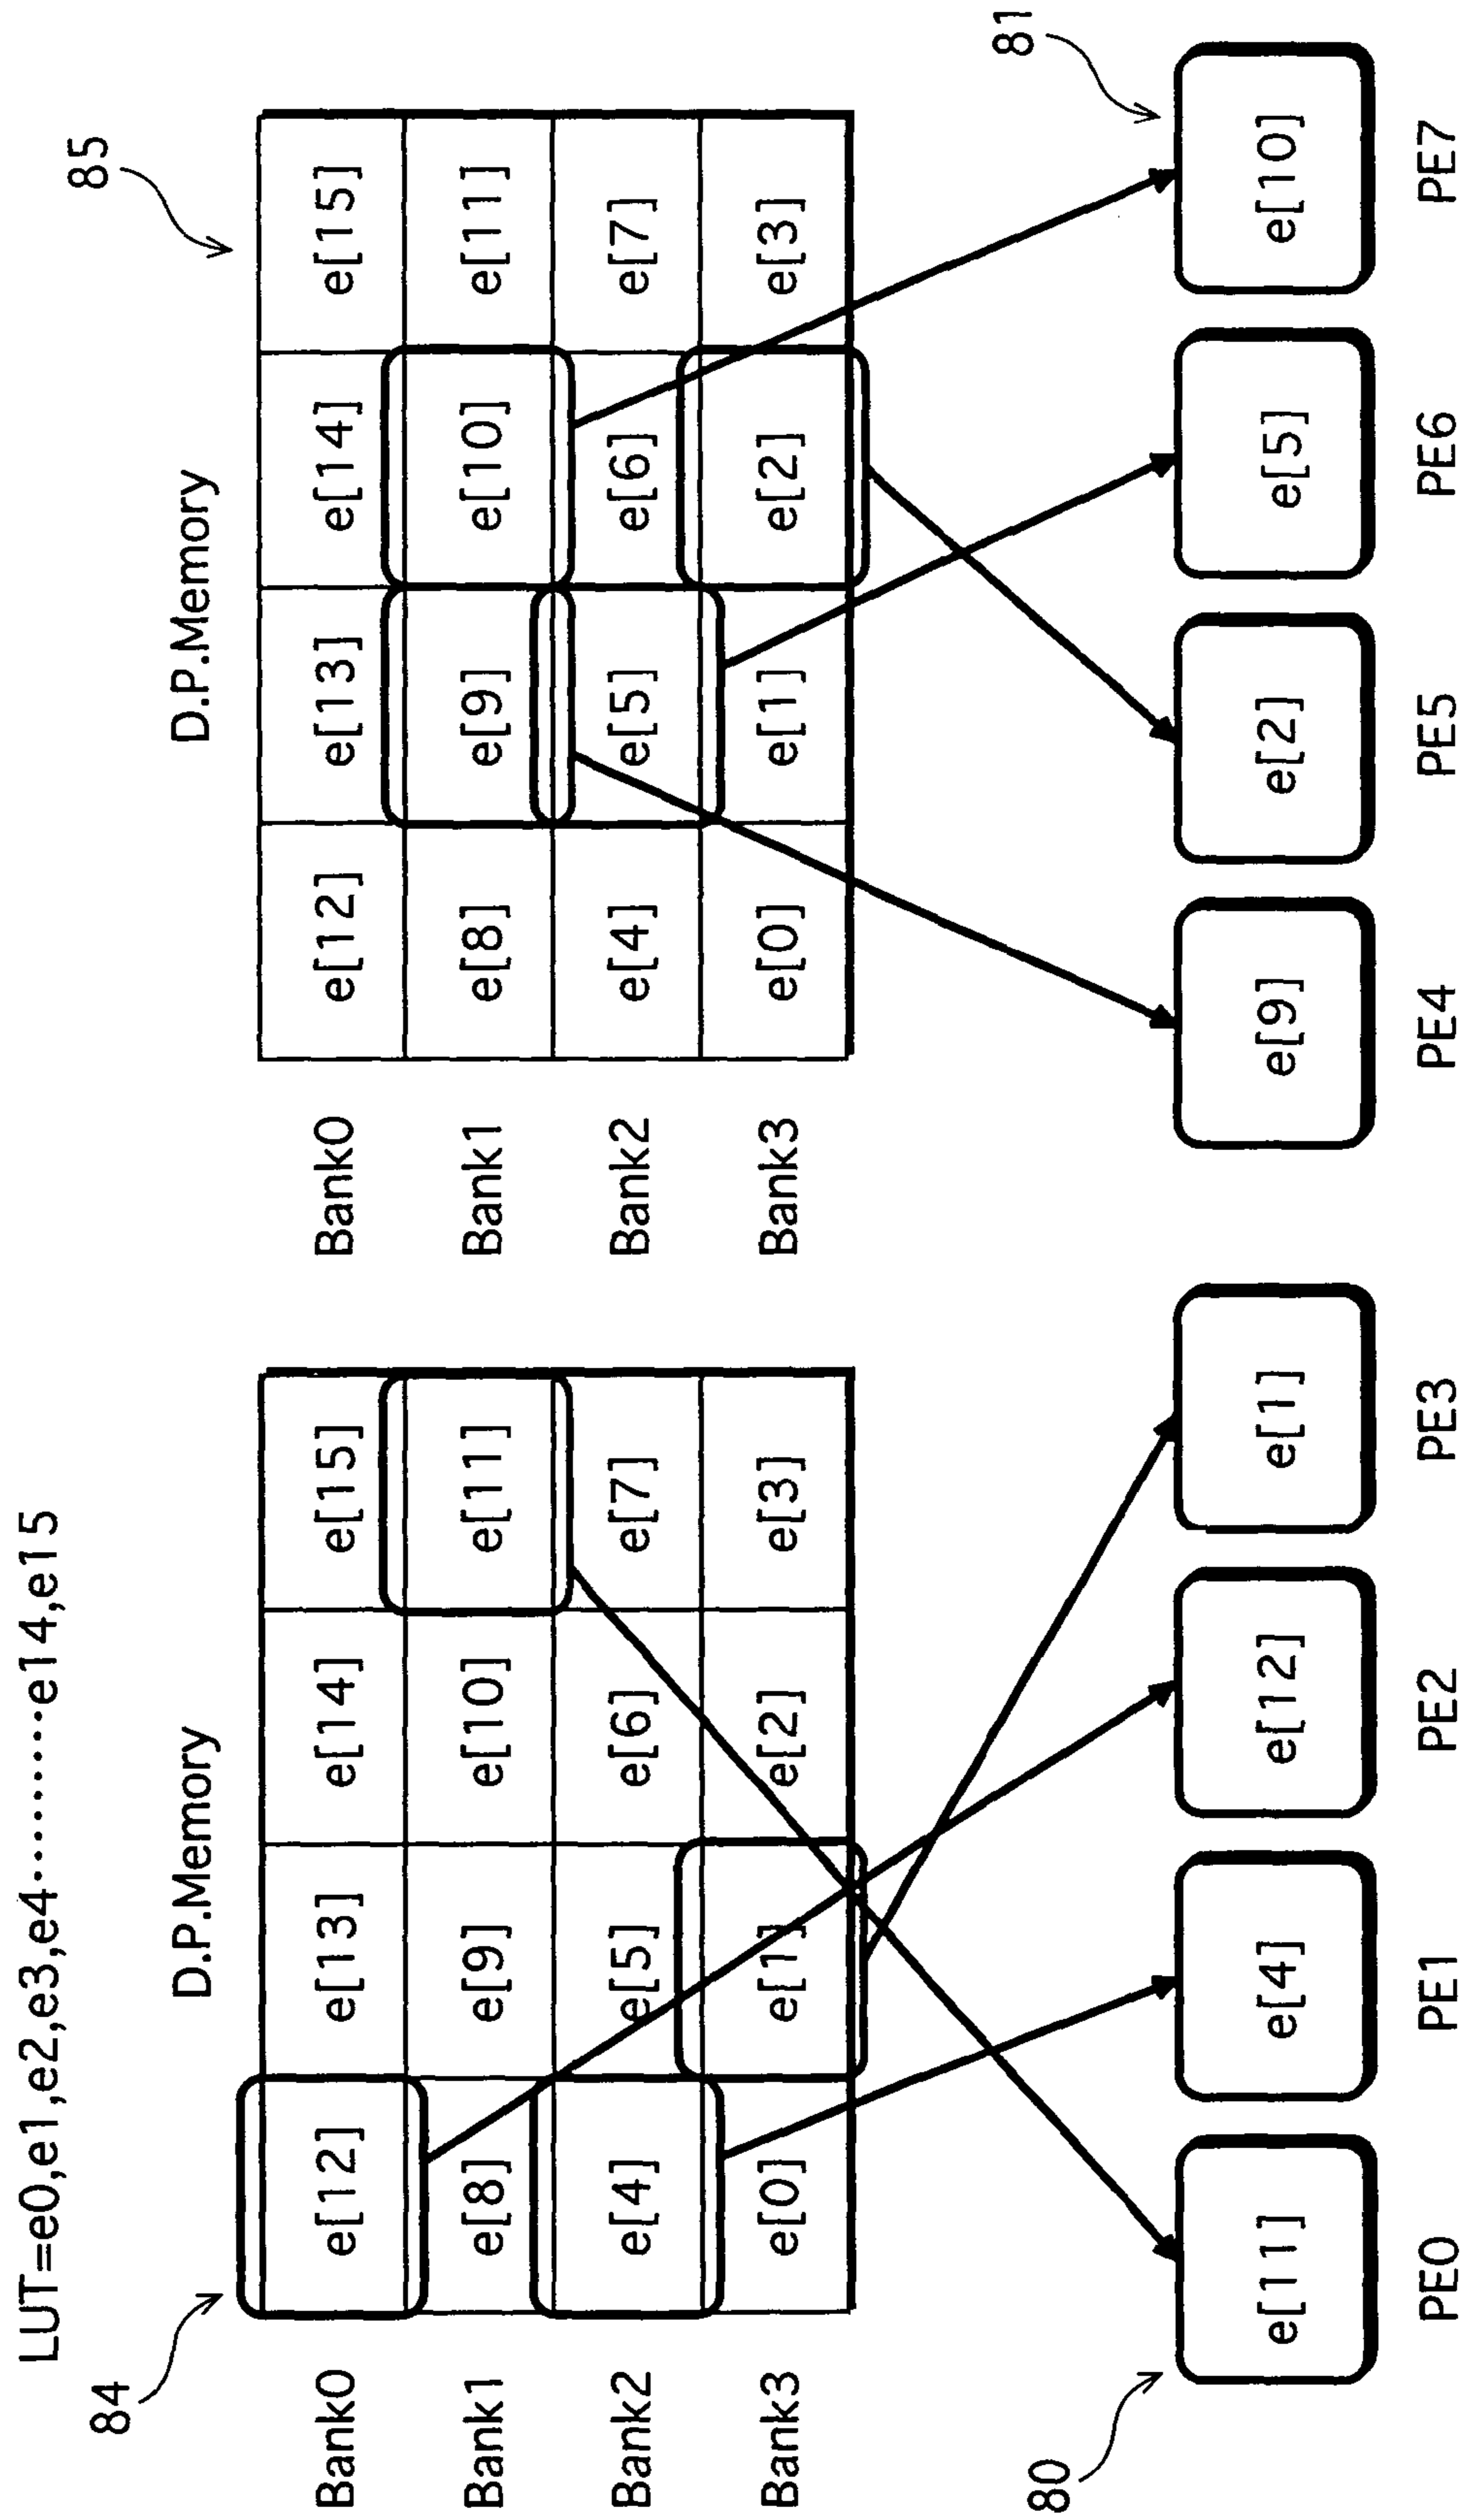 LUT=e0,e1,e2,e3,e4·········e14,e15
84
D.P.Memory
Bank0 e[12] e[13] e[14] e[15]
Bank1 e[8] e[9] e[10] e[11]
Bank2 e[4] e[5] e[6] e[7]
Bank3 e[0] e[1] e[2] e[3]
80
e[11] e[4] e[12] e[1]
PE0 PE1 PE2 PE3
85
D.P.Memory
Bank0 e[12] e[13] e[14] e[15]
Bank1 e[8] e[9] e[10] e[11]
Bank2 e[4] e[5] e[6] e[7]
Bank3 e[0] e[1] e[2] e[3]
81
e[9] e[2] e[5] e[10]
PE4 PE5 PE6 PE7